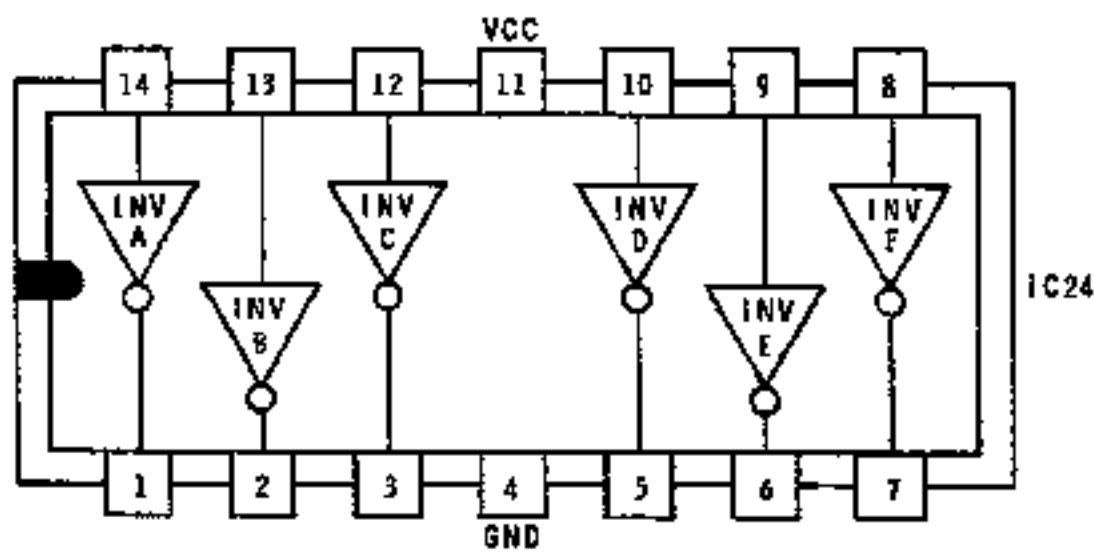 VCC
14 13 12 11 10 9 8
INV A
INV B
INV C
INV D
INV E
INV F
IC24
1 2 3 4 5 6 7
GND